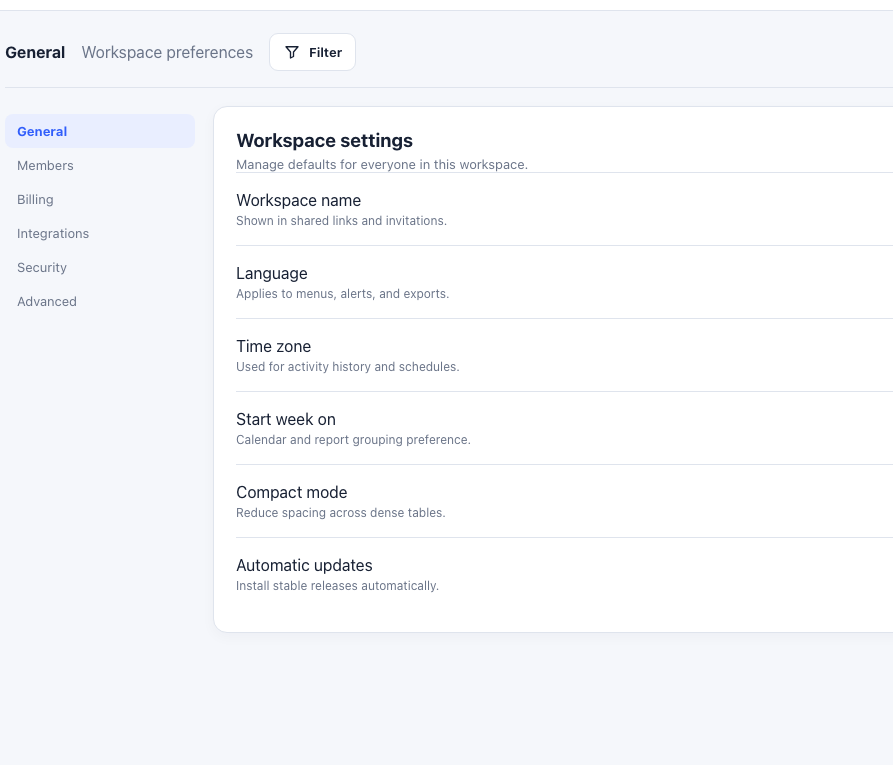 General Workspace preferences Filter
General
Members
Billing
Integrations
Security
Advanced
Workspace settings
Manage defaults for everyone in this workspace.
Workspace name
Shown in shared links and invitations.
Language
Applies to menus, alerts, and exports.
Time zone
Used for activity history and schedules.
Start week on
Calendar and report grouping preference.
Compact mode
Reduce spacing across dense tables.
Automatic updates
Install stable releases automatically.